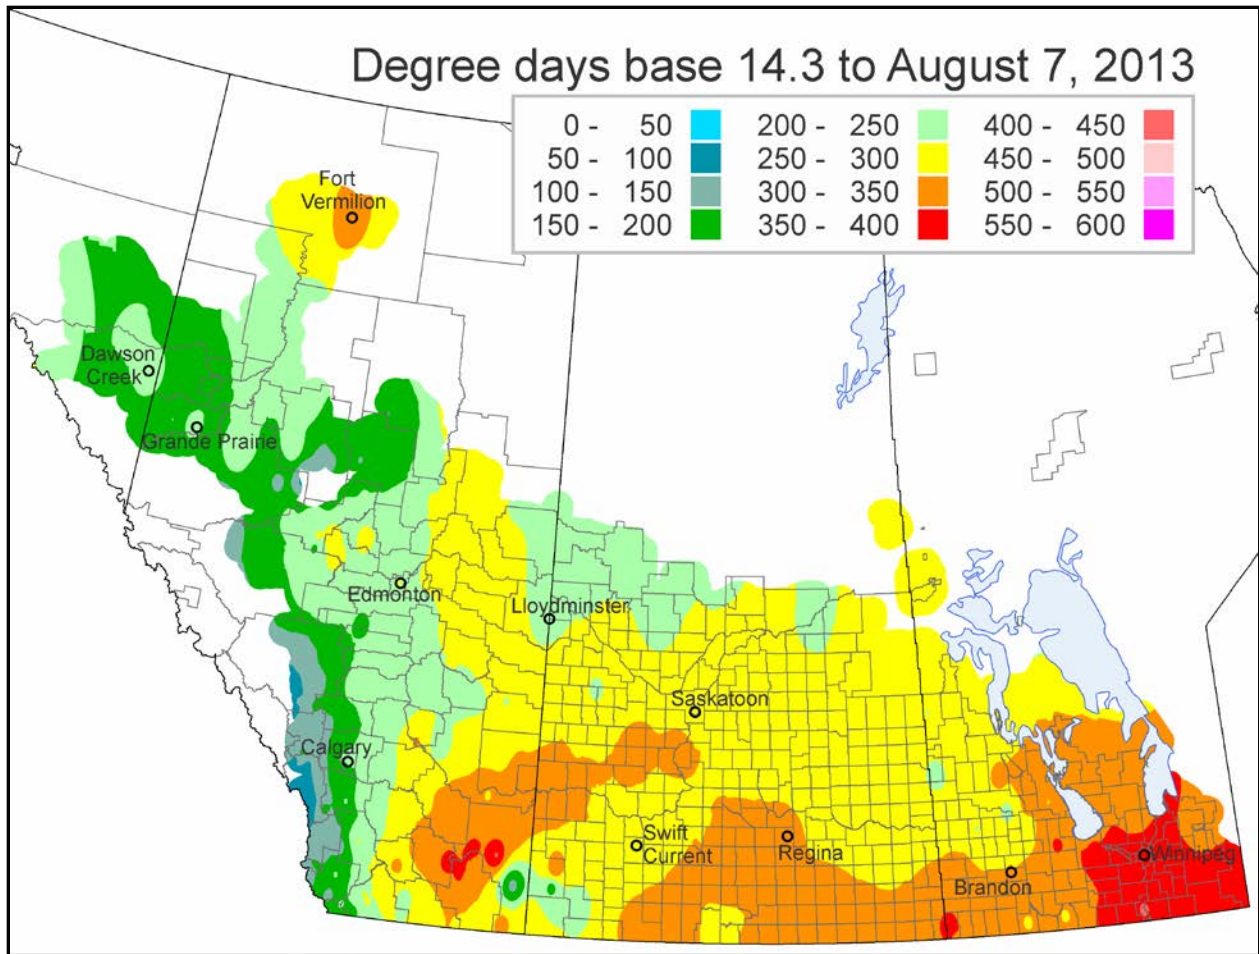 Degree days base 14.3 to August 7, 2013
0 - 50 200 - 250 400 - 450
50 - 100 250 - 300 450 - 500
100 - 150 300 - 350 500 - 550
150 - 200 350 - 400 550 - 600
Fort
Vermilion
Dawson
Creek
Grande Prairie
Edmonton
Lloydminster
Saskatoon
Calgary
Swift
Current
Regina
Brandon
Winnipeg